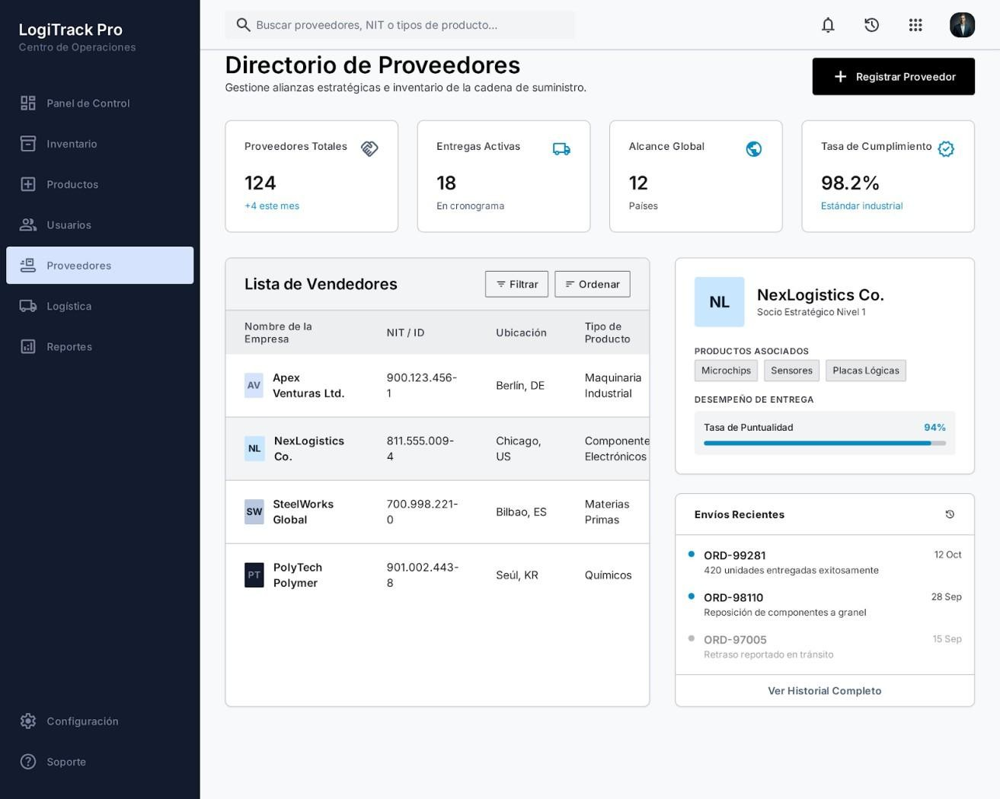 LogiTrack Pro
Centro de Operaciones
Panel de Control
Inventario
Productos
Usuarios
Proveedores
Logística
Reportes
Configuración
Soporte
Buscar proveedores, NIT o tipos de producto...
Directorio de Proveedores
Gestione alianzas estratégicas e inventario de la cadena de suministro.
Registrar Proveedor
Proveedores Totales
124
+4 este mes
Entregas Activas
18
En cronograma
Alcance Global
12
Países
Tasa de Cumplimiento
98.2%
Estándar industrial
Lista de Vendedores
Filtrar
Ordenar
Nombre de la
Empresa
NIT / ID
Ubicación
Tipo de
Producto
AV
Apex
Venturas Ltd.
900.123.456-
1
Berlín, DE
Maquinaria
Industrial
NL
NexLogistics
Co.
811.555.009-
4
Chicago,
US
Componente
Electrónicos
SW
SteelWorks
Global
700.998.221-
0
Bilbao, ES
Materias
Primas
PT
PolyTech
Polymer
901.002.443-
8
Seúl, KR
Químicos
NL
NexLogistics Co.
Socio Estratégico Nivel 1
PRODUCTOS ASOCIADOS
Microchips
Sensores
Placas Lógicas
DESEMPEÑO DE ENTREGA
Tasa de Puntualidad
94%
Envíos Recientes
ORD-99281
12 Oct
420 unidades entregadas exitosamente
ORD-98110
28 Sep
Reposición de componentes a granel
ORD-97005
15 Sep
Retraso reportado en tránsito
Ver Historial Completo